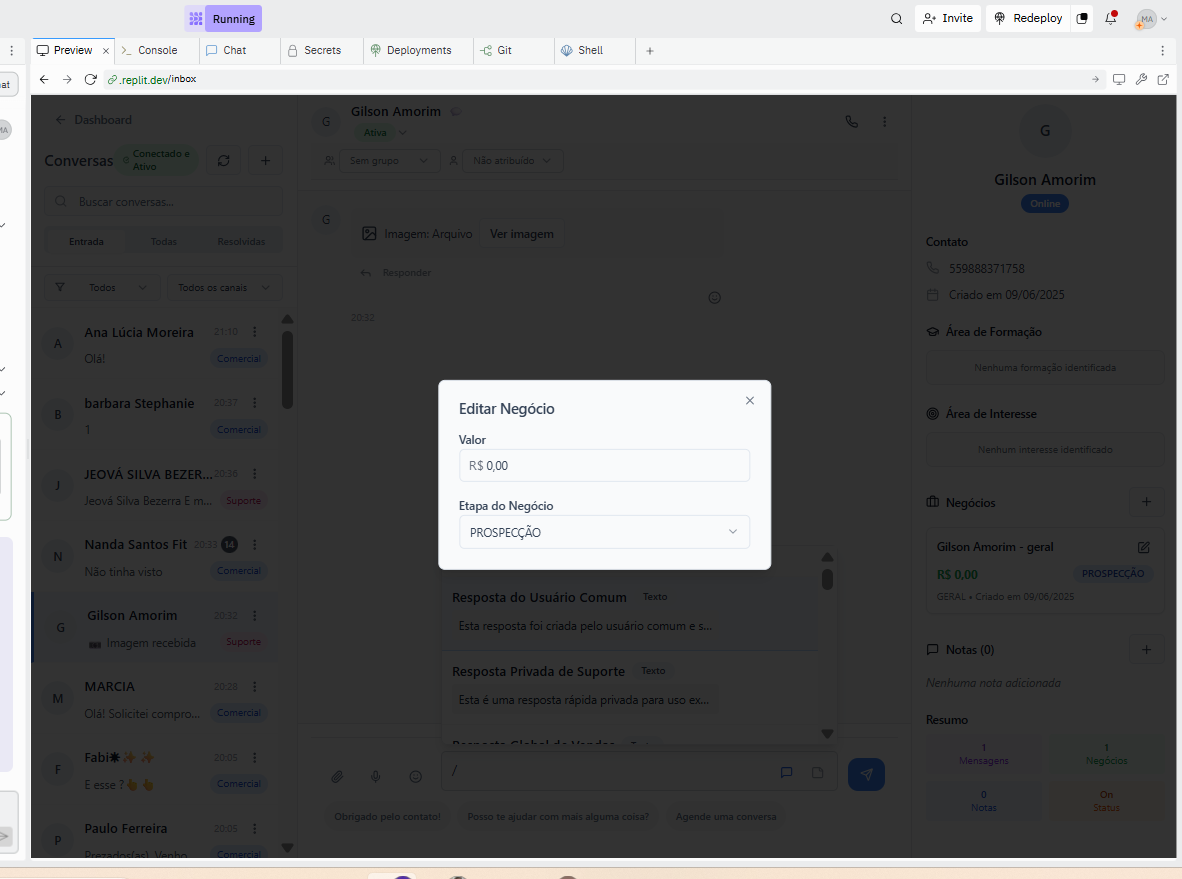 Running
Invite
Redeploy
MA
Preview
Console
Chat
Secrets
Deployments
Git
Shell
at
.replit.dev/inbox
MA
Dashboard
Conversas
Conectado e
Ativo
Buscar conversas...
Entrada
Todas
Resolvidas
Todos
Todos os canais
A
Ana Lúcia Moreira
21:10
Olá!
Comercial
B
barbara Stephanie
20:37
1
Comercial
J
JEOVÁ SILVA BEZER...
20:36
Jeová Silva Bezerra E m...
Suporte
N
Nanda Santos Fit
20:33
14
Não tinha visto
Comercial
G
Gilson Amorim
20:32
Imagem recebida
Suporte
M
MARCIA
20:28
Olá! Solicitei compro...
Comercial
F
Fabi
20:05
E esse ?
Comercial
P
Paulo Ferreira
20:05
Prezados(as), Venho
Comercial
G
Gilson Amorim
Ativa
Sem grupo
Não atribuído
G
Imagem: Arquivo
Ver imagem
Responder
20:32
Editar Negócio
Valor
R$ 0,00
Etapa do Negócio
PROSPECÇÃO
Resposta do Usuário Comum
Texto
Esta resposta foi criada pelo usuário comum e s...
Resposta Privada de Suporte
Texto
Esta é uma resposta rápida privada para uso ex...
Resposta Global de Vendas
/
Obrigado pelo contato!
Posso te ajudar com mais alguma coisa?
Agende uma conversa
G
Gilson Amorim
Online
Contato
559888371758
Criado em 09/06/2025
Área de Formação
Nenhuma formação identificada
Área de Interesse
Nenhum interesse identificado
Negócios
Gilson Amorim - geral
R$ 0,00
PROSPECÇÃO
GERAL • Criado em 09/06/2025
Notas (0)
Nenhuma nota adicionada
Resumo
1
Mensagens
1
Negócios
0
Notas
On
Status